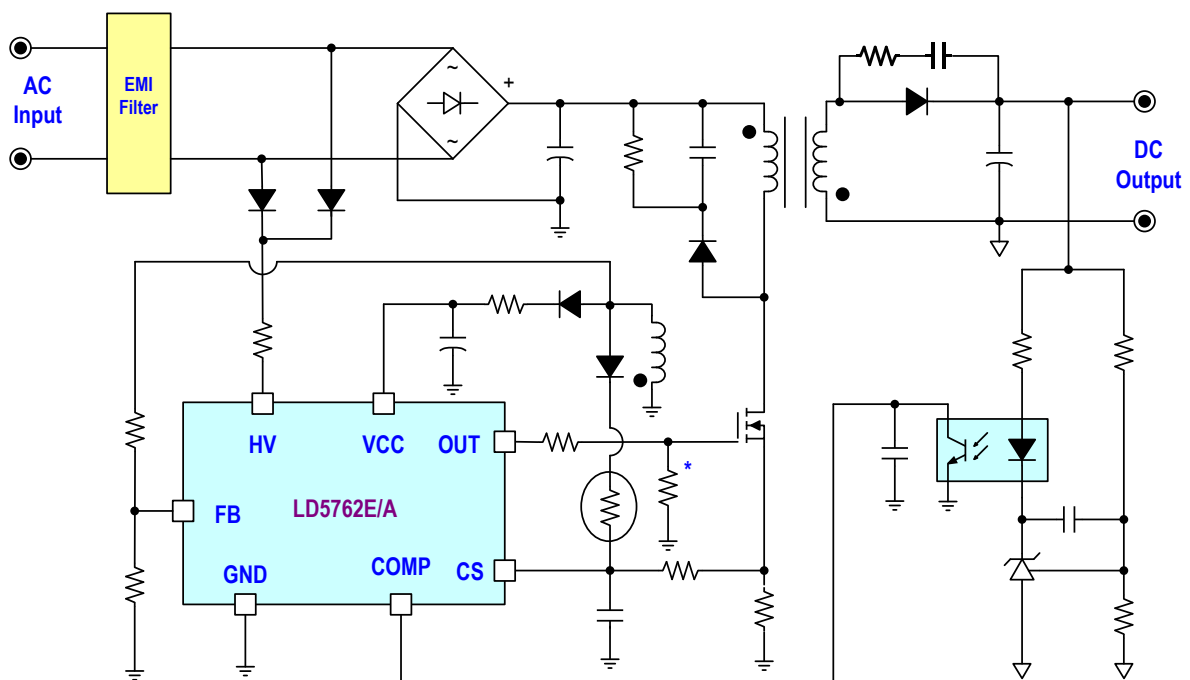 AC
Input
EMI
Filter
~
+
~
DC
Output
HV
VCC
OUT
*
LD5762E/A
FB
GND
COMP
CS